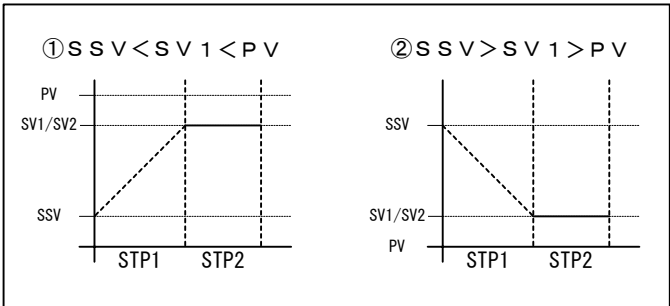 ①ＳＳＶ＜ＳＶ１＜ＰＶ
PV
SV1/SV2
SSV
STP1
STP2
②ＳＳＶ＞ＳＶ１＞ＰＶ
SSV
SV1/SV2
PV
STP1
STP2